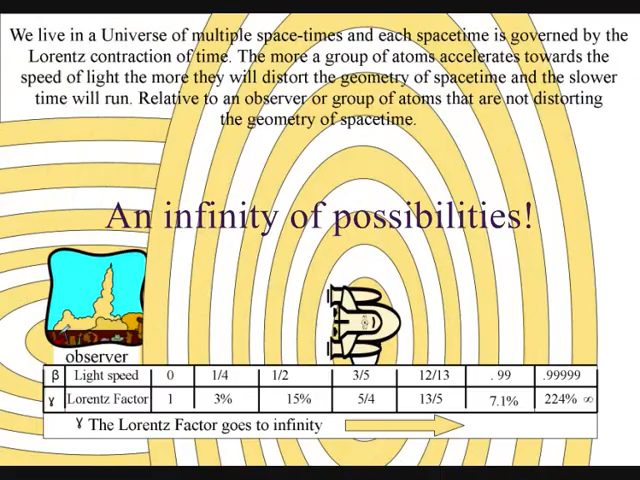 We live in a Universe of multiple space-times and each spacetime is governed by the
Lorentz contraction of time. The more a group of atoms accelerates towards the
speed of light the more they will distort the geometry of spacetime and the slower
time will run. Relative to an observer or group of atoms that are not distorting
the geometry of spacetime.
An infinity of possibilities!
observer
β Light speed 0 1/4 1/2 3/5 12/13 .99 .99999
γ Lorentz Factor 1 3% 15% 5/4 13/5 7.1% 224% ∞
γ The Lorentz Factor goes to infinity